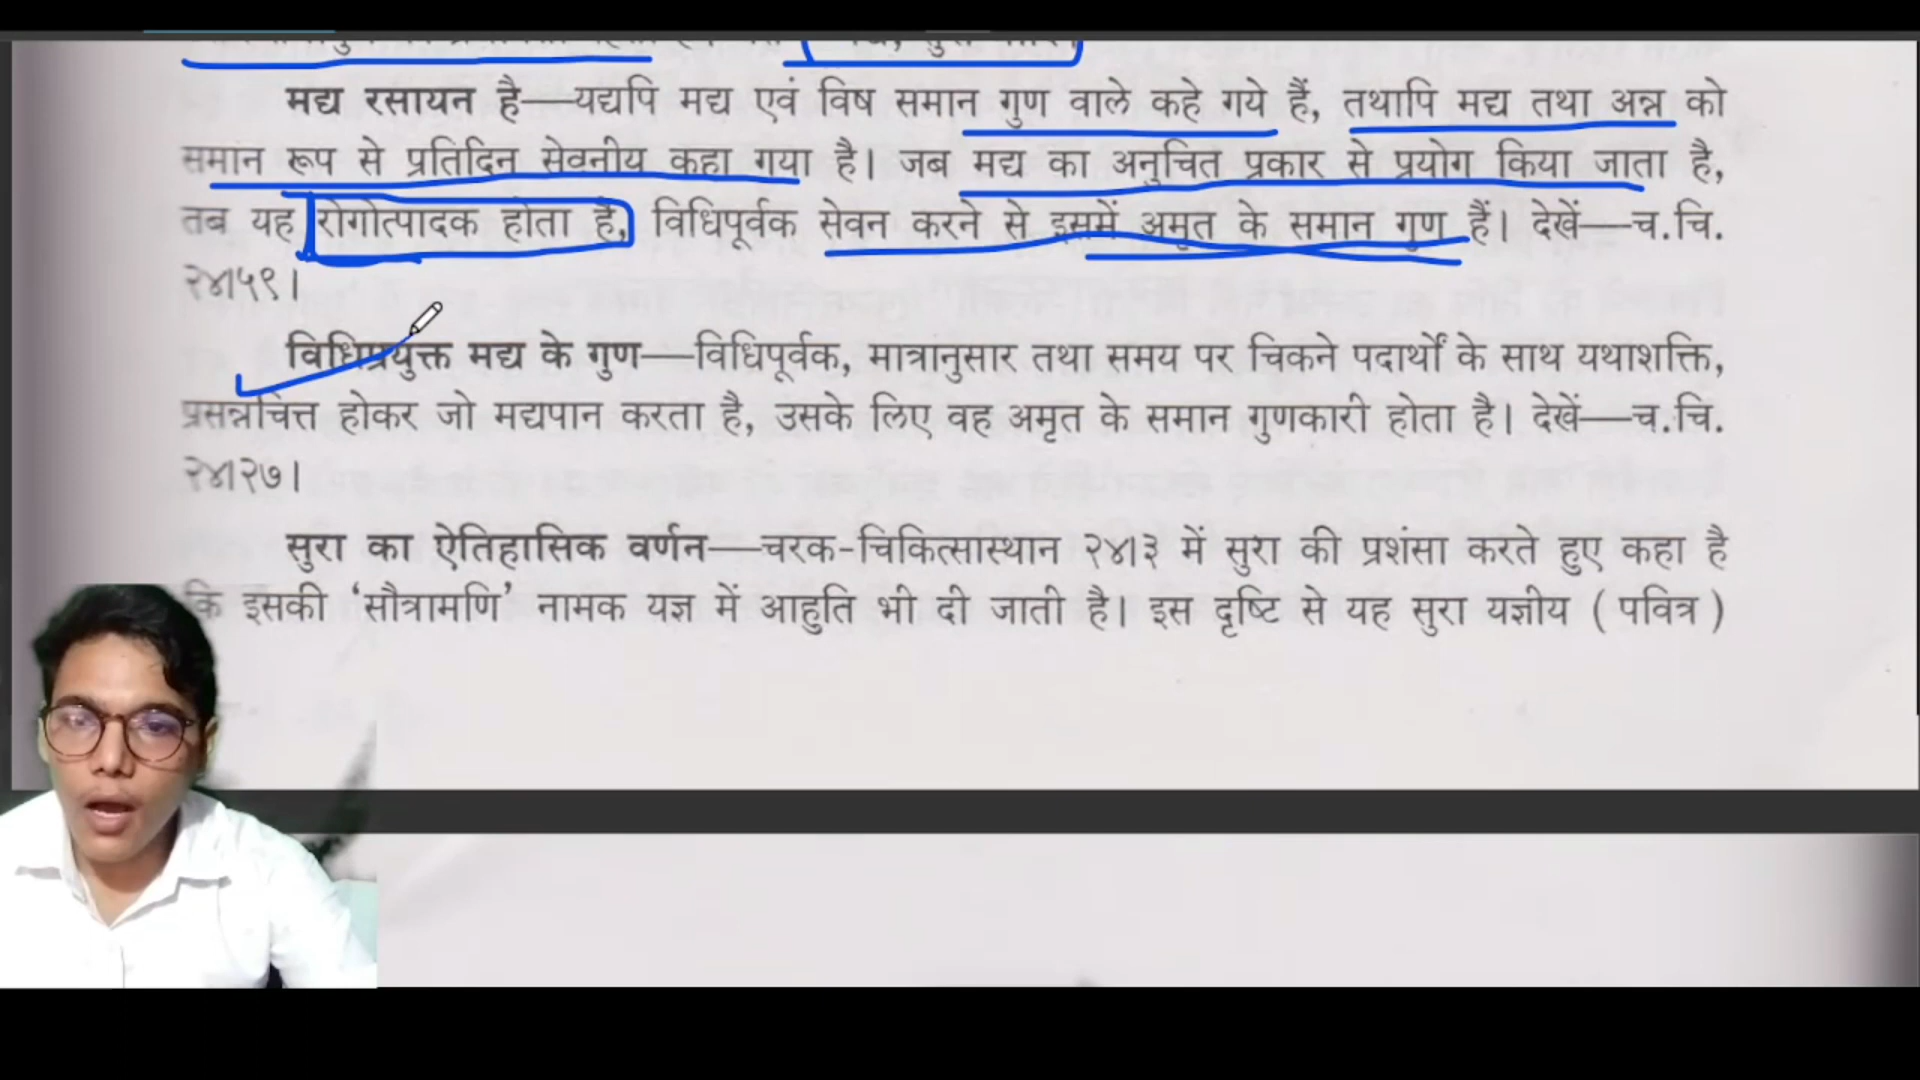 मद्य रसायन है—यद्यपि मद्य एवं विष समान गुण वाले कहे गये हैं, तथापि मद्य तथा अन्न को
समान रूप से प्रतिदिन सेवनीय कहा गया है। जब मद्य का अनुचित प्रकार से प्रयोग किया जाता है,
तब यह रोगोत्पादक होता है, विधिपूर्वक सेवन करने से इसमें अमृत के समान गुण हैं। देखें—च.चि.
२४।५९।
विधिप्रयुक्त मद्य के गुण—विधिपूर्वक, मात्रानुसार तथा समय पर चिकने पदार्थों के साथ यथाशक्ति,
प्रसन्नचित्त होकर जो मद्यपान करता है, उसके लिए वह अमृत के समान गुणकारी होता है। देखें—च.चि.
२४।२७।
सुरा का ऐतिहासिक वर्णन—चरक-चिकित्सास्थान २४।३ में सुरा की प्रशंसा करते हुए कहा है
कि इसकी ‘सौत्रामणि’ नामक यज्ञ में आहुति भी दी जाती है। इस दृष्टि से यह सुरा यज्ञीय ( पवित्र )